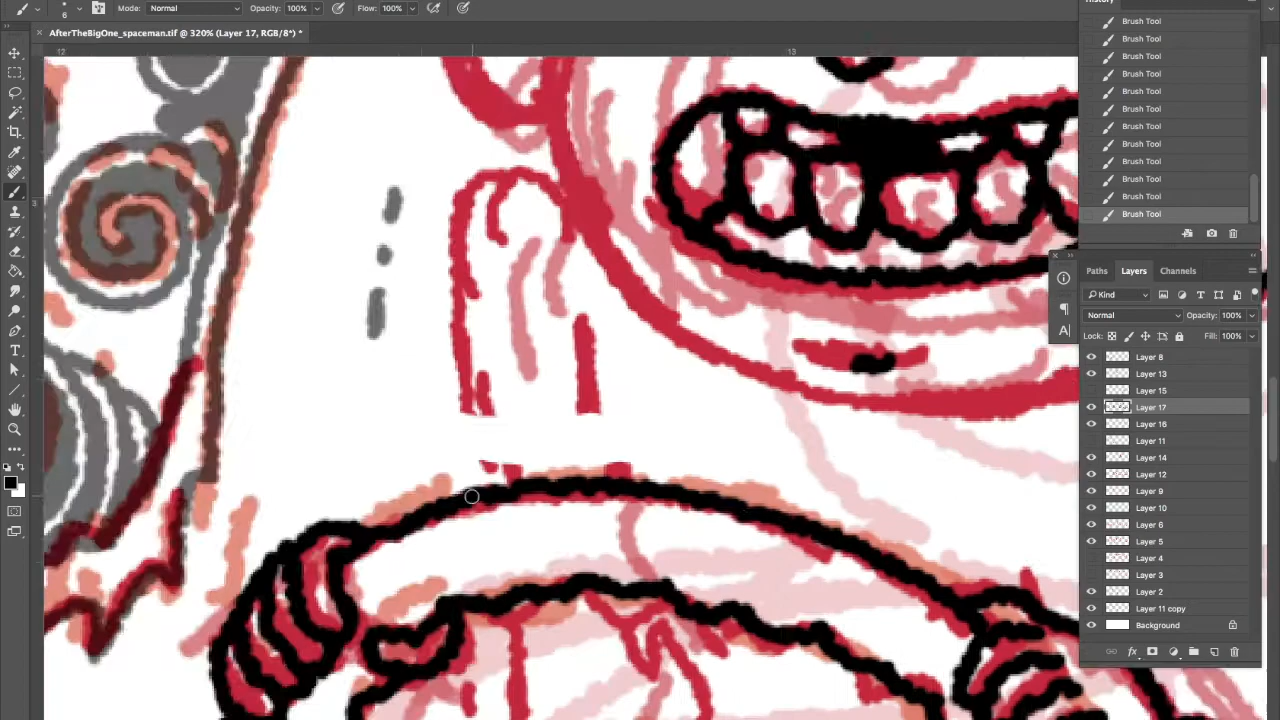 6
Mode:
Normal
Opacity:
100%
Flow:
100%
AfterTheBigOne_spaceman.tif @ 320% (Layer 17, RGB/8*) *
12
13
3
History
Brush Tool
Brush Tool
Brush Tool
Brush Tool
Brush Tool
Brush Tool
Brush Tool
Brush Tool
Brush Tool
Brush Tool
Brush Tool
Brush Tool
Paths
Layers
Channels
Kind
Normal
Opacity:
100%
Lock:
Fill:
100%
Layer 8
Layer 13
Layer 15
Layer 17
Layer 16
Layer 11
Layer 14
Layer 12
Layer 9
Layer 10
Layer 6
Layer 5
Layer 4
Layer 3
Layer 2
Layer 11 copy
Background
fx